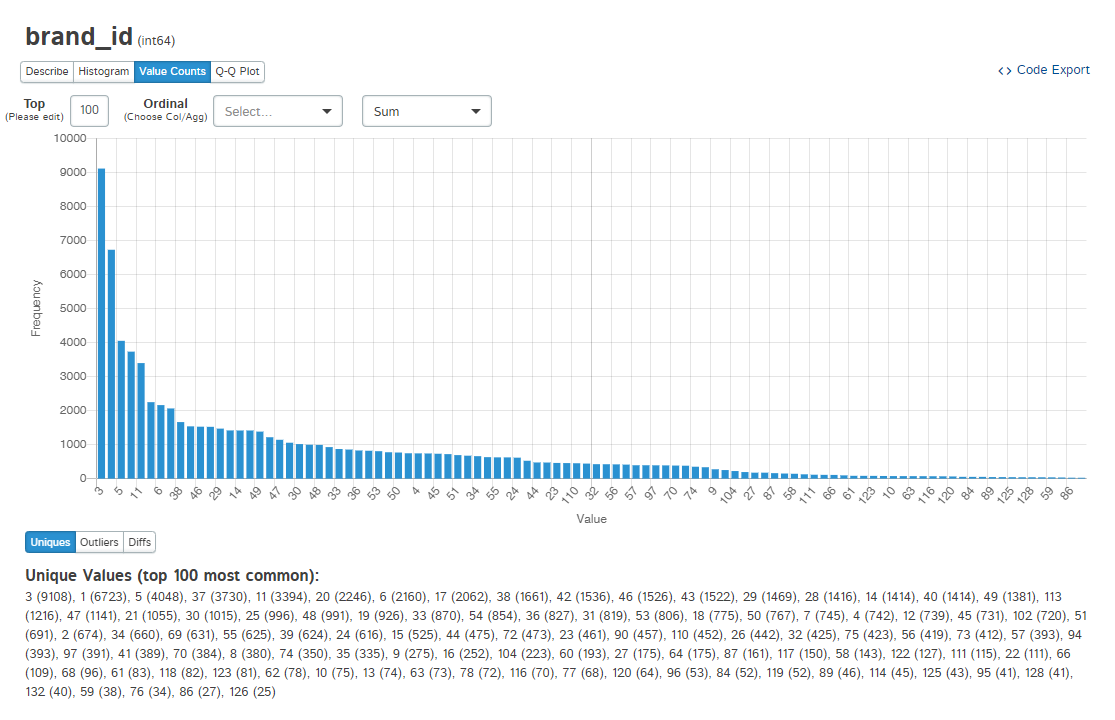 brand_id (int64)
Describe Histogram Value Counts Q-Q Plot
Code Export
Top
(Please edit)
100
Ordinal
(Choose Col/Agg)
Select...
Sum
10000
9000
8000
7000
6000
5000
4000
3000
2000
1000
0
Frequency
3 5 11 6 38 46 29 14 49 47 30 48 33 36 53 50 4 45 51 34 55 24 44 23 110 32 56 57 97 70 74 9 104 27 87 58 111 66 61 123 10 63 116 120 84 89 125 128 59 86
Value
Uniques Outliers Diffs
Unique Values (top 100 most common):
3 (9108), 1 (6723), 5 (4048), 37 (3730), 11 (3394), 20 (2246), 6 (2160), 17 (2062), 38 (1661), 42 (1536), 46 (1526), 43 (1522), 29 (1469), 28 (1416), 14 (1414), 40 (1414), 49 (1381), 113
(1216), 47 (1141), 21 (1055), 30 (1015), 25 (996), 48 (991), 19 (926), 33 (870), 54 (854), 36 (827), 31 (819), 53 (806), 18 (775), 50 (767), 7 (745), 4 (742), 12 (739), 45 (731), 102 (720), 51
(691), 2 (674), 34 (660), 69 (631), 55 (625), 39 (624), 24 (616), 15 (525), 44 (475), 72 (473), 23 (461), 90 (457), 110 (452), 26 (442), 32 (425), 75 (423), 56 (419), 73 (412), 57 (393), 94
(393), 97 (391), 41 (389), 70 (384), 8 (380), 74 (350), 35 (335), 9 (275), 16 (252), 104 (223), 60 (193), 27 (175), 64 (175), 87 (161), 117 (150), 58 (143), 122 (127), 111 (115), 22 (111), 66
(109), 68 (96), 61 (83), 118 (82), 123 (81), 62 (78), 10 (75), 13 (74), 63 (73), 78 (72), 116 (70), 77 (68), 120 (64), 96 (53), 84 (52), 119 (52), 89 (46), 114 (45), 125 (43), 95 (41), 128 (41),
132 (40), 59 (38), 76 (34), 86 (27), 126 (25)